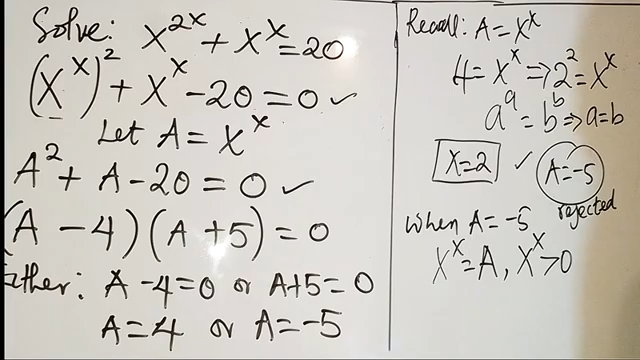 Solve: X^{2x} + X^x = 20
(X^x)^2 + X^x - 20 = 0 ✓
Let A = X^x
A^2 + A - 20 = 0 ✓
(A - 4)(A + 5) = 0
Either: A - 4 = 0 or A + 5 = 0
A = 4 or A = -5
Recall: A = X^x
4 = X^x => 2^2 = X^x
a^a = b^b => a = b
X = 2 ✓ A = -5
rejected
when A = -5
X^x = A, X^x > 0